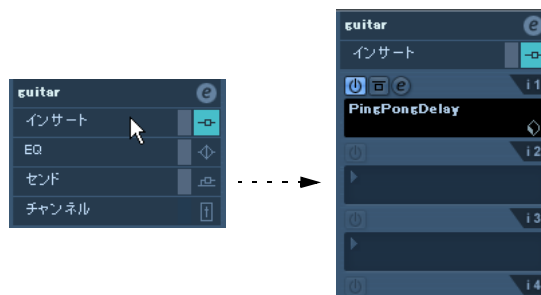 guitar
インサート
EQ
センド
チャンネル
guitar
インサート
i 1
PingPongDelay
i 2
i 3
i 4